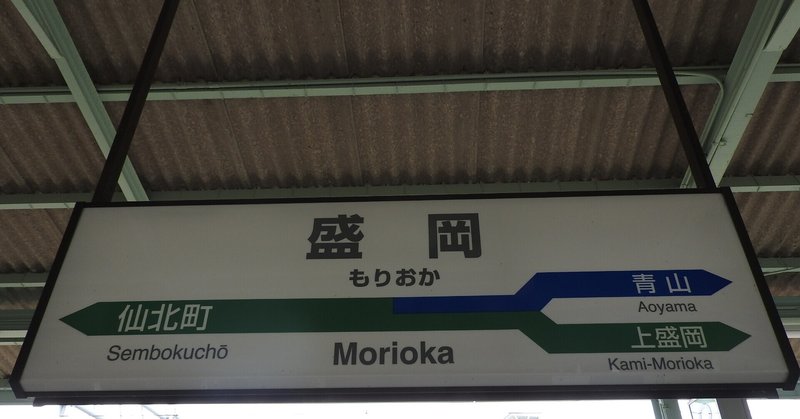 盛岡
もりおか
仙北町
Sembokuchō
Morioka
青山
Aoyama
上盛岡
Kami-Morioka